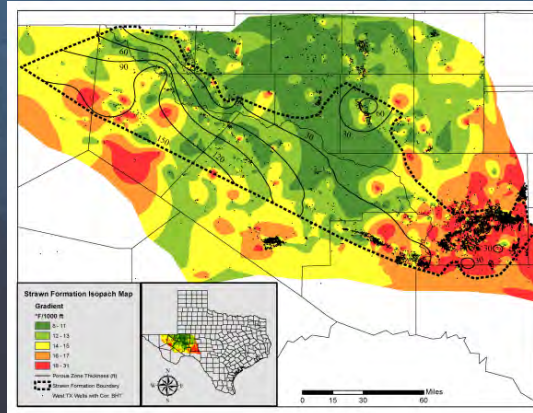 60
90
150
120
30
60
30
30
30
Strawn Formation Isopach Map
Gradient
°F/1000 ft
8 - 11
12 - 13
14 - 15
16 - 17
18 - 31
Porous Zone Thickness (ft)
Strawn Formation Boundary
West TX Wells with Cor. BHT
N
W
E
S
Miles
0
15
30
60